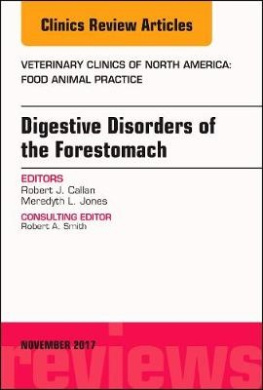 Clinics Review Articles
VETERINARY CLINICS OF NORTH AMERICA:
FOOD ANIMAL PRACTICE
Digestive Disorders of
the Forestomach
EDITORS
Robert J. Callan
Meredyth L. Jones
CONSULTING EDITOR
Robert A. Smith
NOVEMBER 2017
reviews